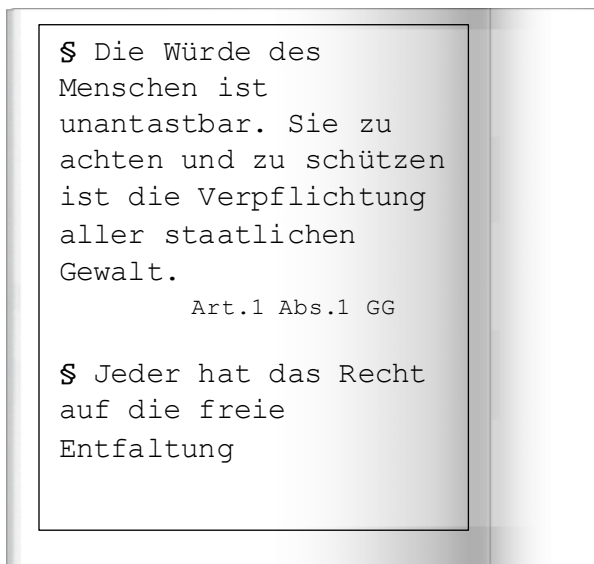 § Die Würde des
Menschen ist
unantastbar. Sie zu
achten und zu schützen
ist die Verpflichtung
aller staatlichen
Gewalt.
Art.1 Abs.1 GG
§ Jeder hat das Recht
auf die freie
Entfaltung